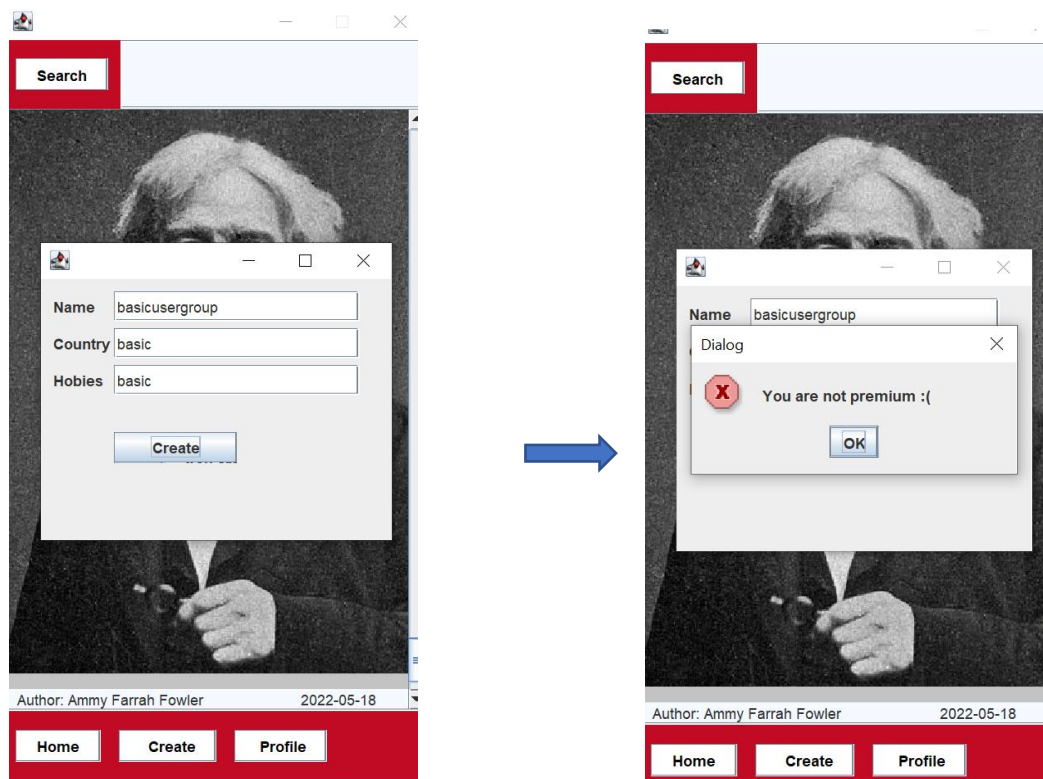 Search
Name basicusergroup
Country basic
Hobies basic
Create
Author: Ammy Farrah Fowler 2022-05-18
Home Create Profile
Search
Name basicusergroup
Dialog
You are not premium :(
OK
Author: Ammy Farrah Fowler 2022-05-18
Home Create Profile